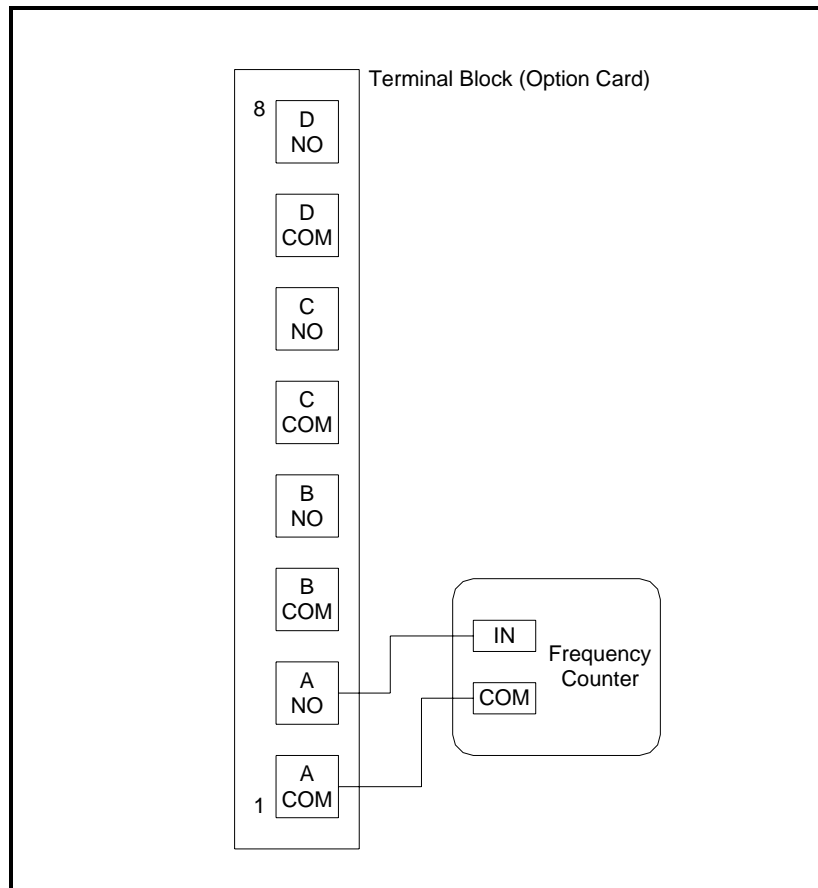 Terminal Block (Option Card)
8
D
NO
D
COM
C
NO
C
COM
B
NO
B
COM
A
NO
A
COM
1
IN
COM
Frequency
Counter